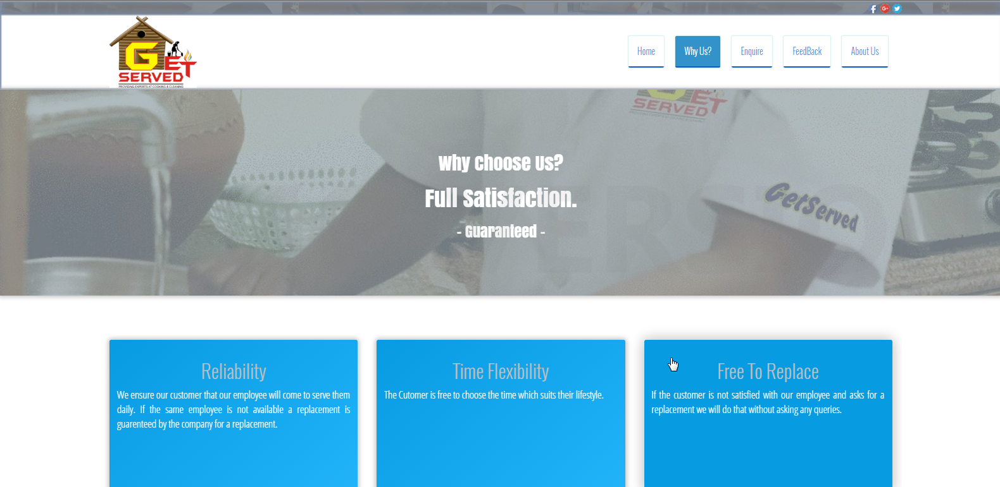 GET
SERVED
PROVIDING EXPERTS AT COOKING & CLEANING
Home
Why Us?
Enquire
FeedBack
About Us
GET
SERVED
GetServed
Why Choose Us?
Full Satisfaction.
- Guaranteed -
Reliability
We ensure our customer that our employee will come to serve them
daily. If the same employee is not available a replacement is
guarenteed by the company for a replacement.
Time Flexibility
The Cutomer is free to choose the time which suits their lifestyle.
Free To Replace
If the customer is not satisfied with our employee and asks for a
replacement we will do that without asking any queries.